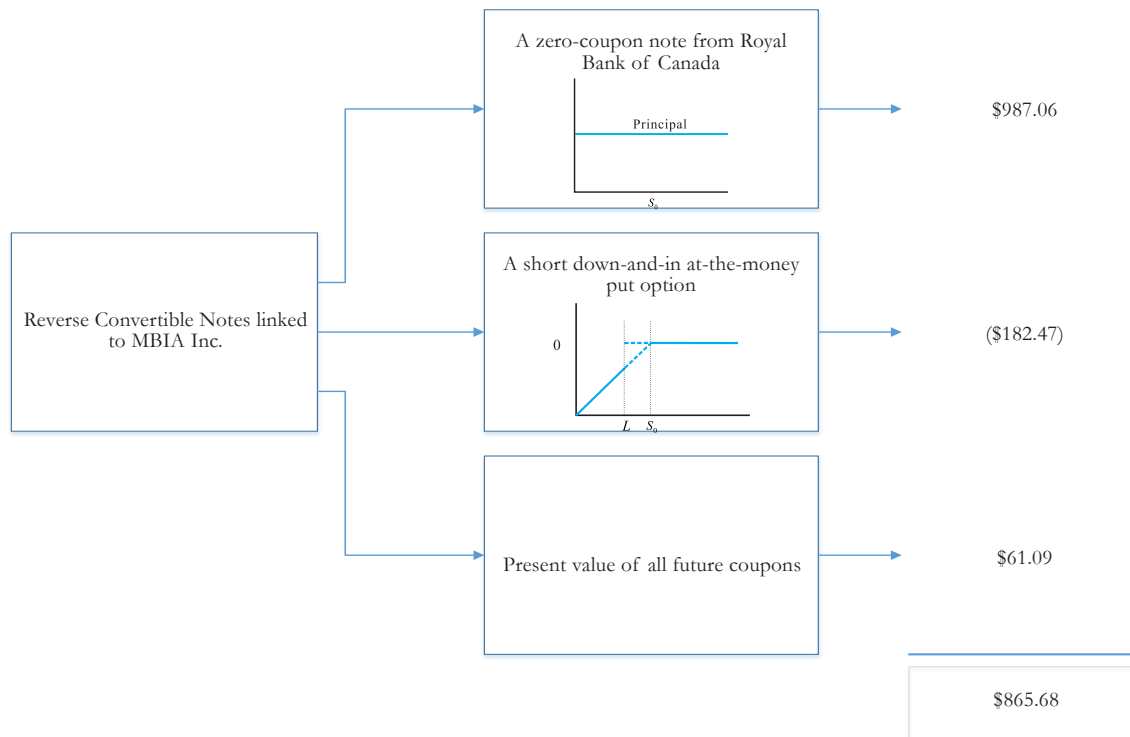 A zero-coupon note from Royal
Bank of Canada
Principal
S₀
$987.06
Reverse Convertible Notes linked
to MBIA Inc.
A short down-and-in at-the-money
put option
0
L S₀
($182.47)
Present value of all future coupons
$61.09
$865.68